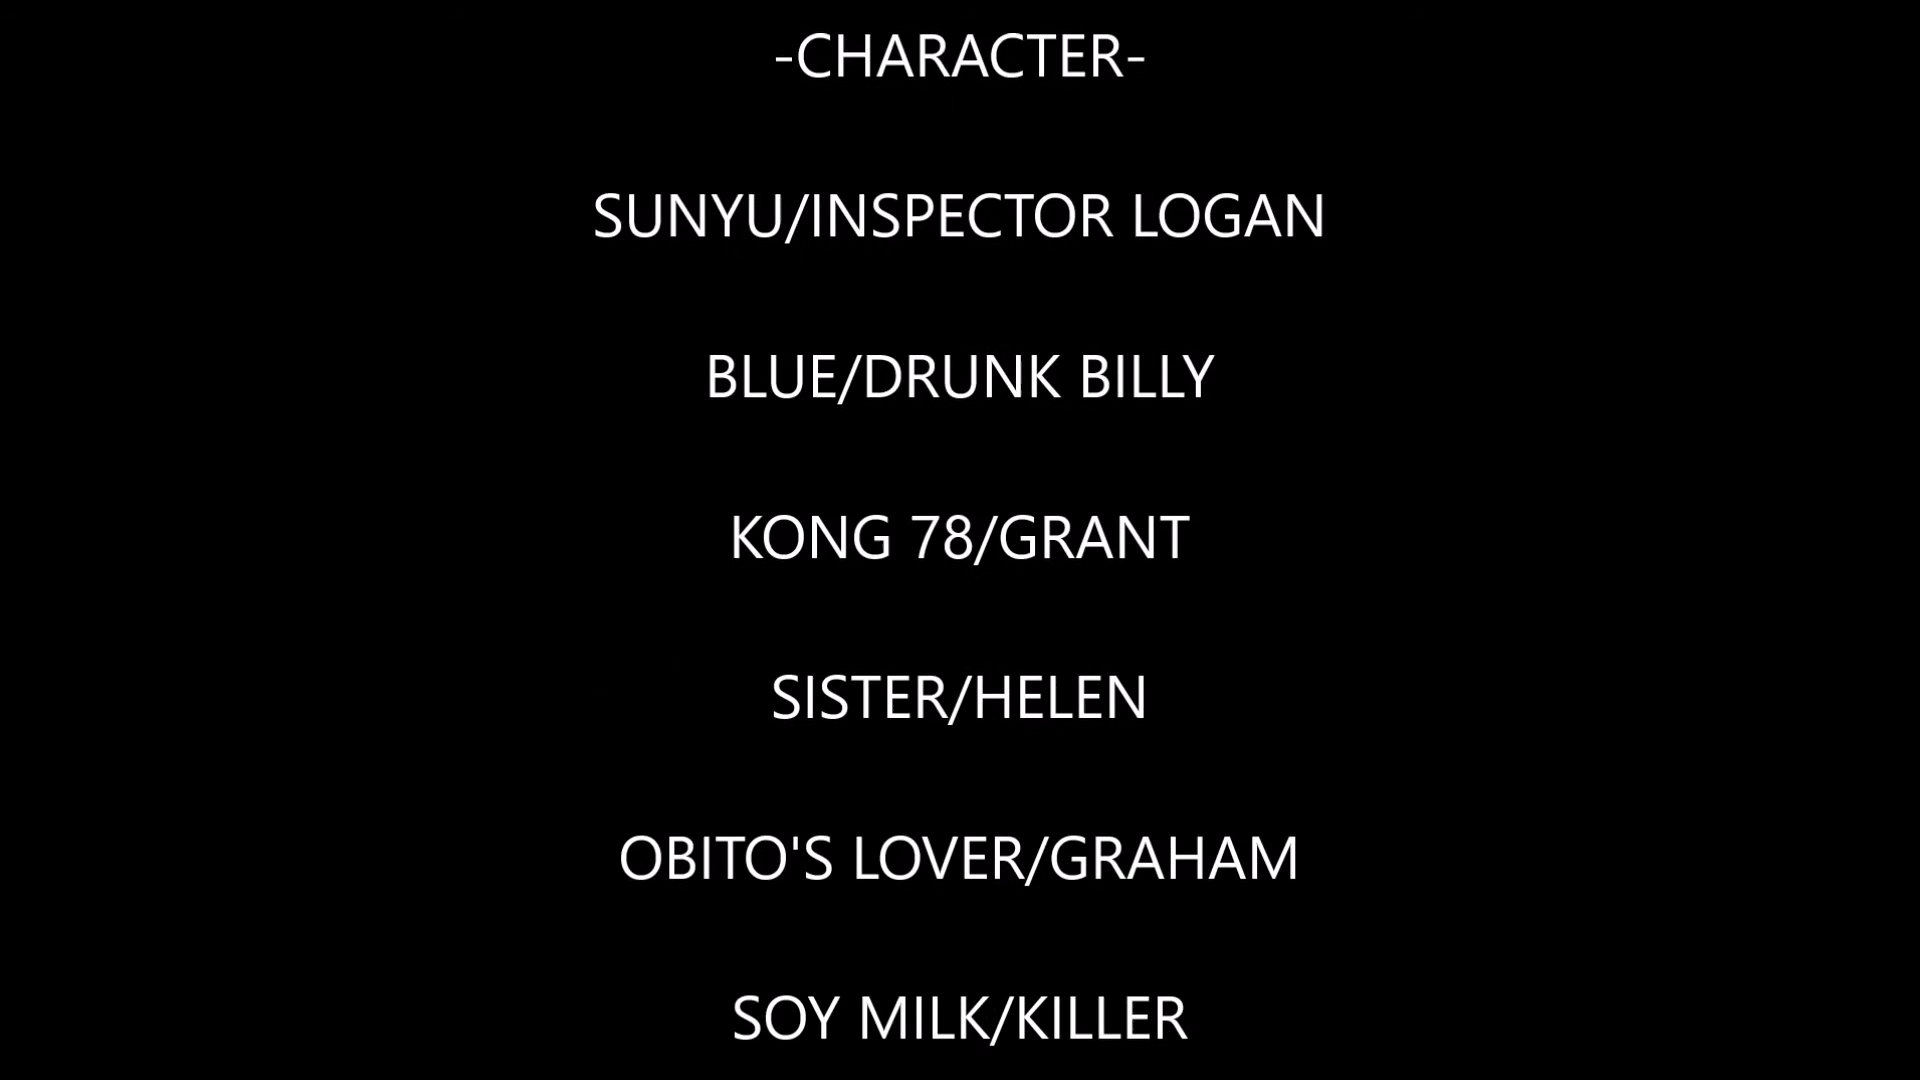 -CHARACTER-
SUNYU/INSPECTOR LOGAN
BLUE/DRUNK BILLY
KONG 78/GRANT
SISTER/HELEN
OBITO'S LOVER/GRAHAM
SOY MILK/KILLER